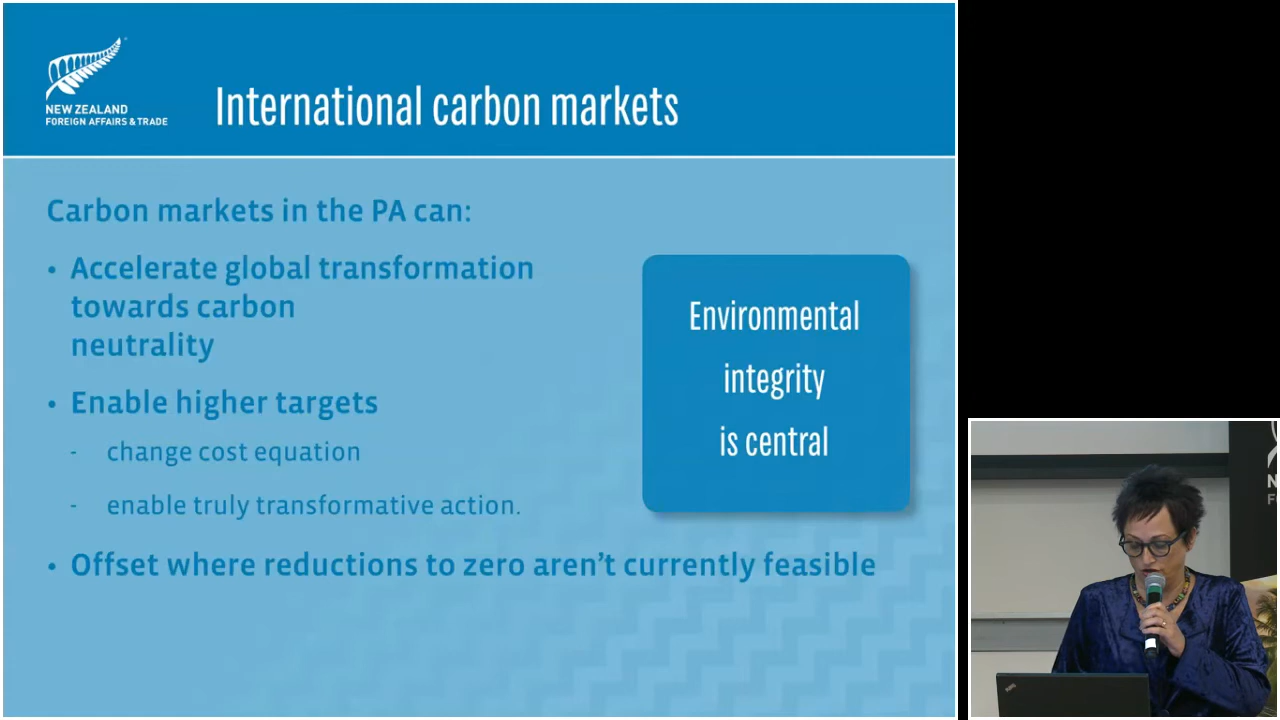 NEW ZEALAND
FOREIGN AFFAIRS & TRADE
International carbon markets
Carbon markets in the PA can:
• Accelerate global transformation
towards carbon
neutrality
• Enable higher targets
- change cost equation
- enable truly transformative action.
• Offset where reductions to zero aren't currently feasible
Environmental
integrity
is central